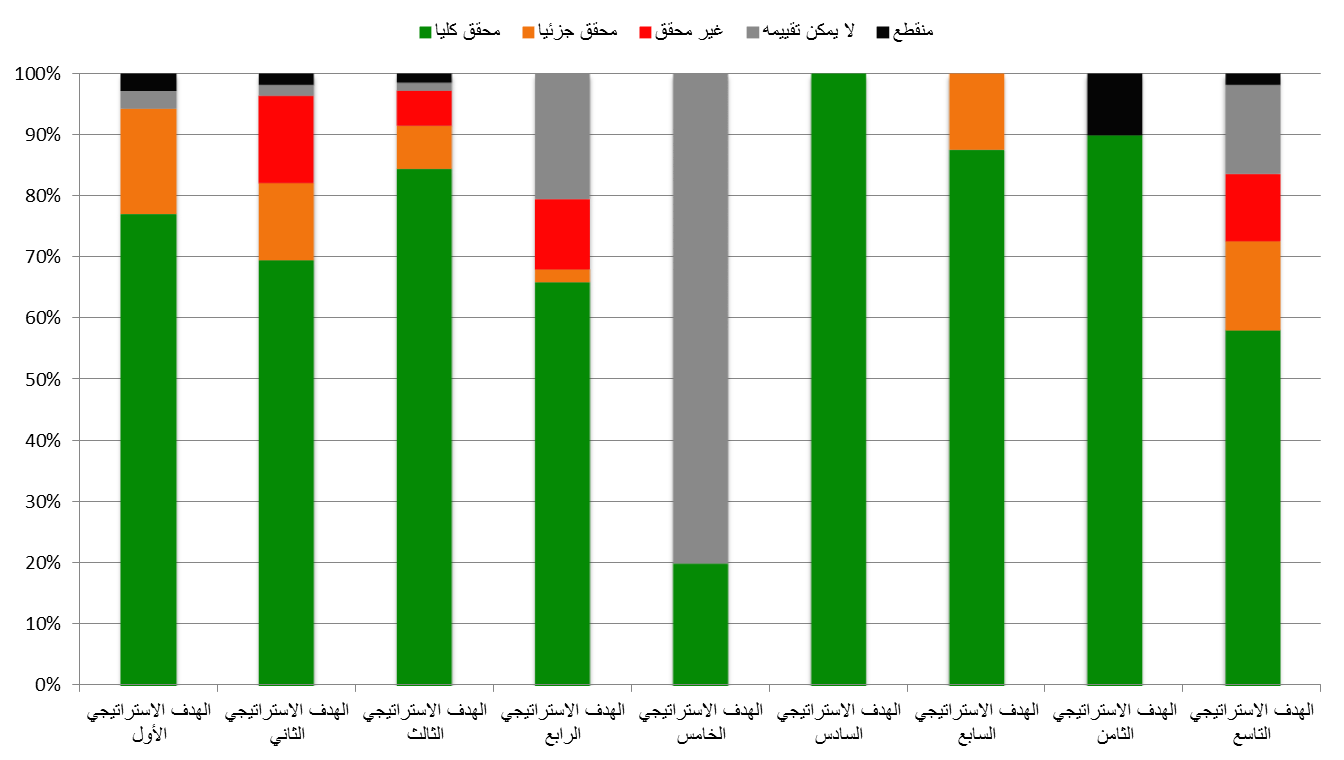 محقق كليا
محقق جزئيا
غير محقق
لا يمكن تقييمه
منقطع
100%
90%
80%
70%
60%
50%
40%
30%
20%
10%
0%
الهدف الاستراتيجي
الأول
الهدف الاستراتيجي
الثاني
الهدف الاستراتيجي
الثالث
الهدف الاستراتيجي
الرابع
الهدف الاستراتيجي
الخامس
الهدف الاستراتيجي
السادس
الهدف الاستراتيجي
السابع
الهدف الاستراتيجي
الثامن
الهدف الاستراتيجي
التاسع